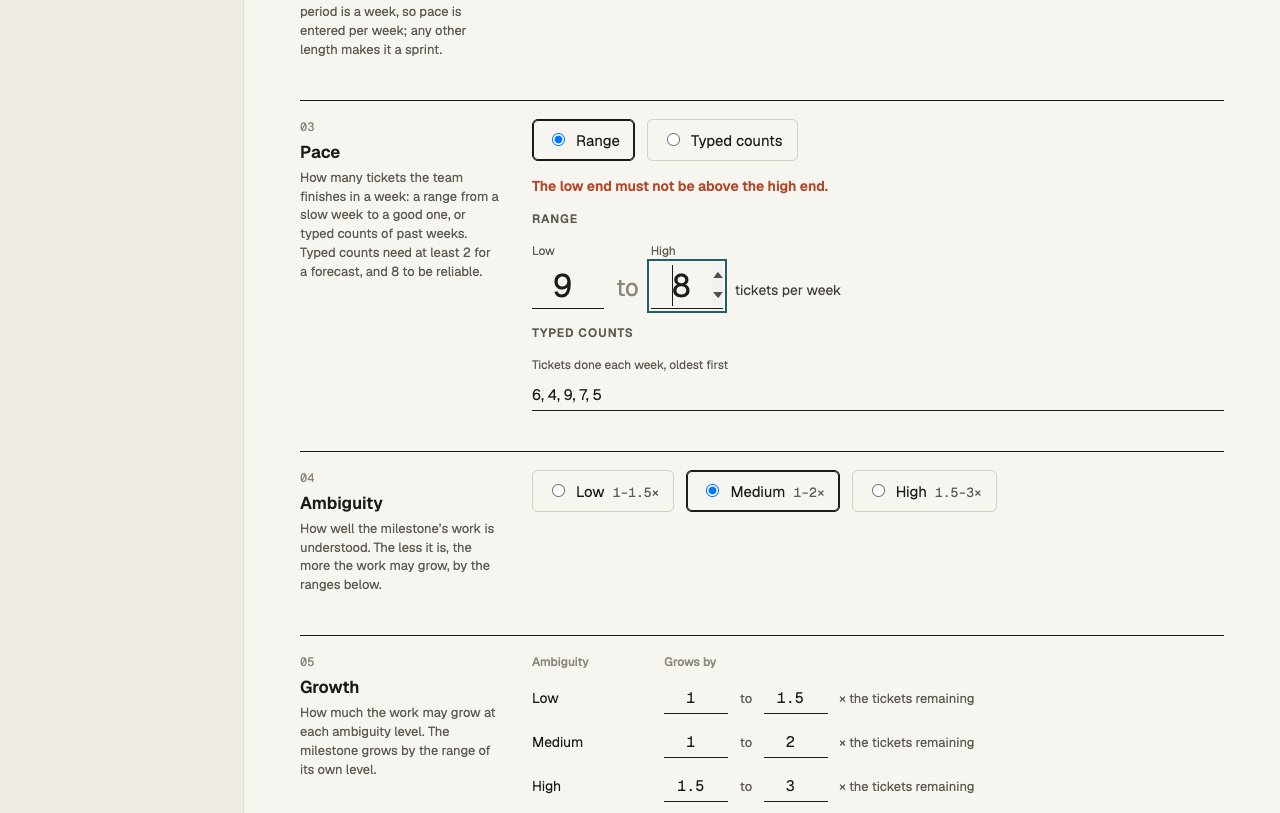 period is a week, so pace is
entered per week; any other
length makes it a sprint.
03
Pace
How many tickets the team
finishes in a week: a range from a
slow week to a good one, or
typed counts of past weeks.
Typed counts need at least 2 for
a forecast, and 8 to be reliable.
Range
Typed counts
The low end must not be above the high end.
RANGE
Low
High
9 to 8 tickets per week
TYPED COUNTS
Tickets done each week, oldest first
6, 4, 9, 7, 5
04
Ambiguity
How well the milestone's work is
understood. The less it is, the
more the work may grow, by the
ranges below.
Low 1–1.5×
Medium 1–2×
High 1.5–3×
05
Growth
How much the work may grow at
each ambiguity level. The
milestone grows by the range of
its own level.
Ambiguity Grows by
Low 1 to 1.5 × the tickets remaining
Medium 1 to 2 × the tickets remaining
High 1.5 to 3 × the tickets remaining